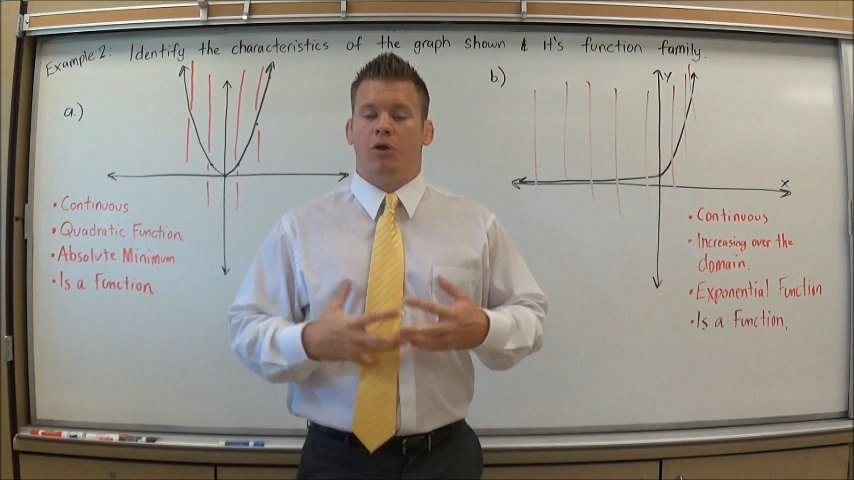 Example 2: Identify the characteristics of the graph shown & it's function family.
a.)
• Continuous
• Quadratic Function
• Absolute Minimum
• Is a Function
b)
y
x
• Continuous
• Increasing over the
domain.
• Exponential Function
• Is a Function.